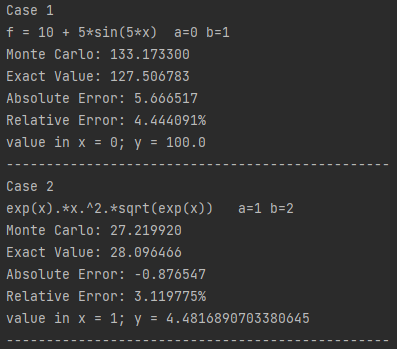 Case 1
f = 10 + 5*sin(5*x)  a=0 b=1
Monte Carlo: 133.173300
Exact Value: 127.506783
Absolute Error: 5.666517
Relative Error: 4.444091%
value in x = 0; y = 100.0
------------------------------------------------
Case 2
exp(x).*x.^2.*sqrt(exp(x))   a=1 b=2
Monte Carlo: 27.219920
Exact Value: 28.096466
Absolute Error: -0.876547
Relative Error: 3.119775%
value in x = 1; y = 4.4816890703380645
------------------------------------------------